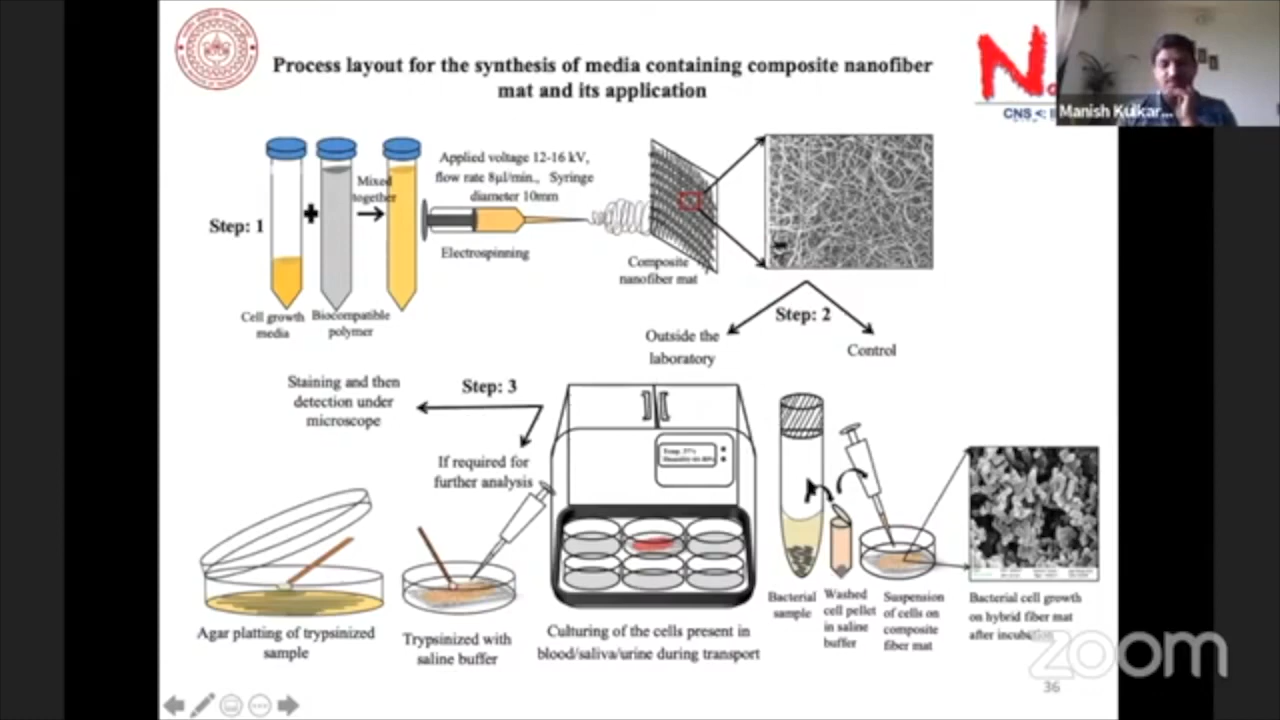 Process layout for the synthesis of media containing composite nanofiber
mat and its application
Manish Kulkar...
CNS
Step: 1
Mixed
together
Applied voltage 12-16 kV,
flow rate 8µl/min., Syringe
diameter 10mm
Electrospinning
Composite
nanofiber mat
Cell growth
media
Biocompatible
polymer
Step: 2
Outside the
laboratory
Control
Step: 3
Staining and then
detection under
microscope
If required for
further analysis
Agar platting of trypsinized
sample
Trypsinized with
saline buffer
Culturing of the cells present in
blood/saliva/urine during transport
Bacterial
sample
Washed
cell pellet
in saline
buffer
Suspension
of cells on
composite
fiber mat
Bacterial cell growth
on hybrid fiber mat
after
zoom
36